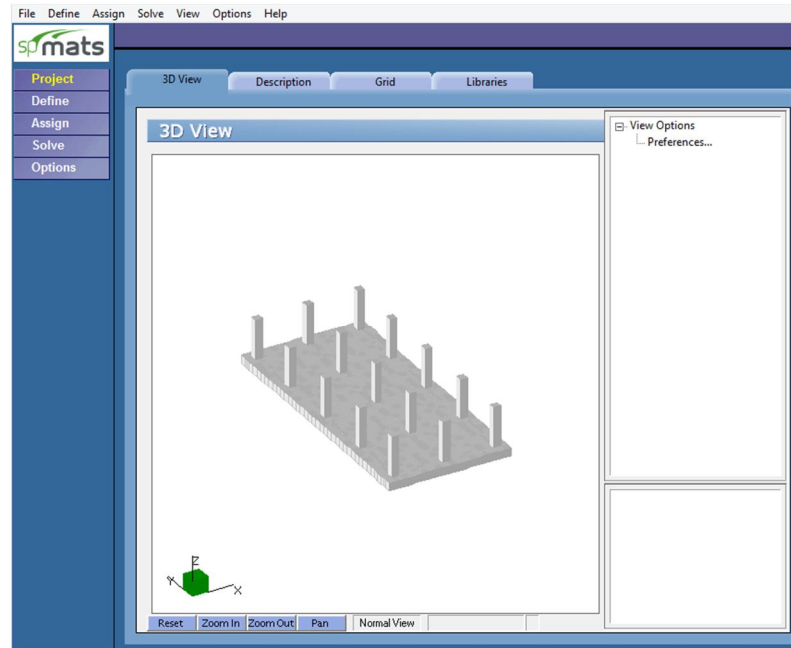 File Define Assign Solve View Options Help
spmats
Project
Define
Assign
Solve
Options
3D View Description Grid Libraries
3D View
View Options
Preferences...
Z
Y
X
Reset Zoom In Zoom Out Pan Normal View